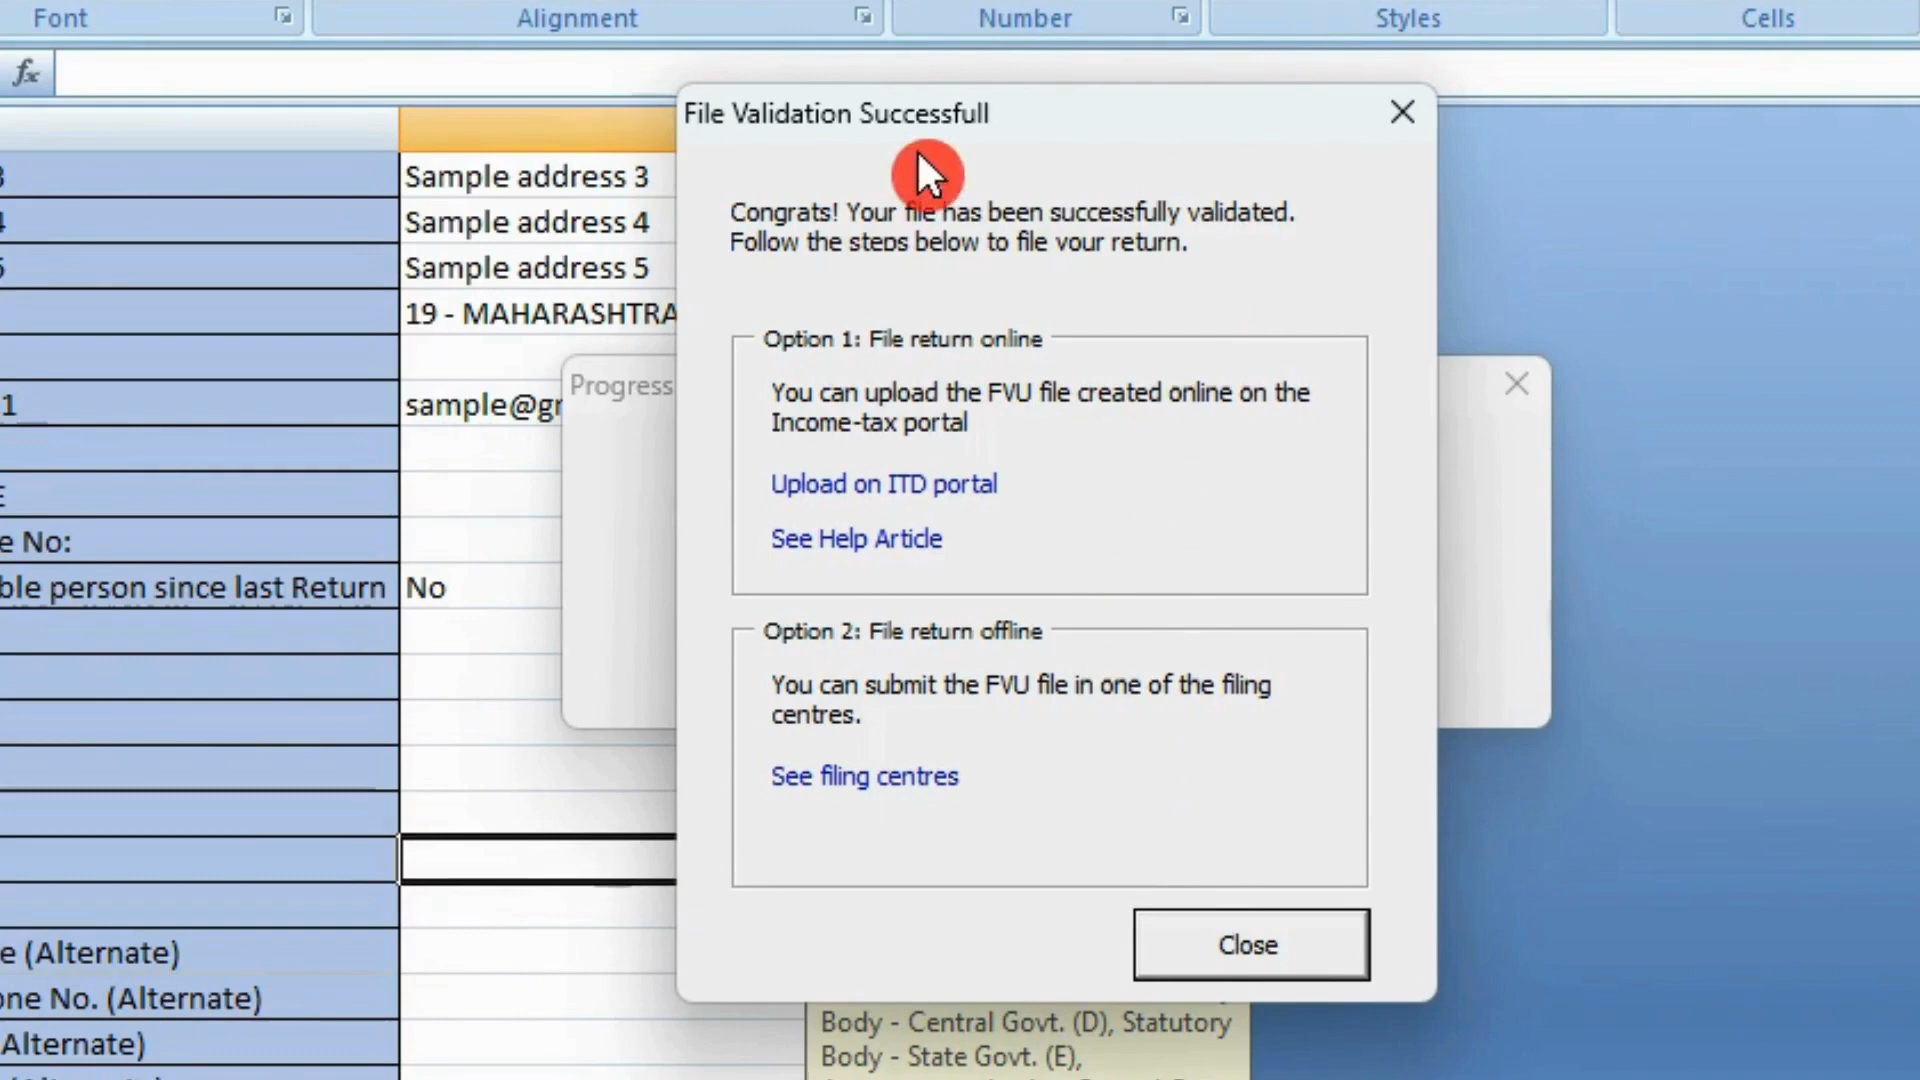 Font
Alignment
Number
Styles
Cells
fx
File Validation Successfull
3
Sample address 3
Congrats! Your file has been successfully validated.
Follow the steps below to file your return.
4
Sample address 4
5
Sample address 5
19 - MAHARASHTRA
Option 1: File return online
Progress
You can upload the FVU file created online on the
Income-tax portal
1
sample@gr
Upload on ITD portal
E
See Help Article
e No:
ble person since last Return
No
Option 2: File return offline
You can submit the FVU file in one of the filing
centres.
See filing centres
Close
e (Alternate)
one No. (Alternate)
Alternate)
Body - Central Govt. (D), Statutory
Body - State Govt. (E),